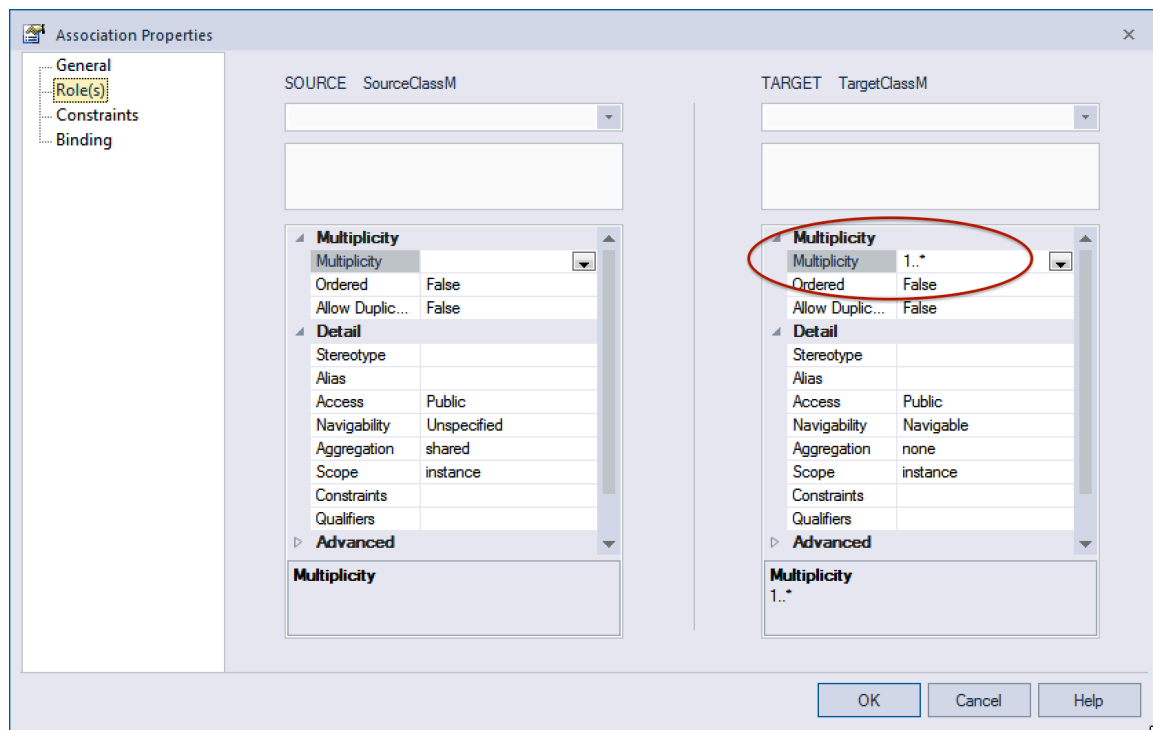 Association Properties
General
Role(s)
Constraints
Binding
SOURCE SourceClassM
Multiplicity
Multiplicity
Ordered False
Allow Duplic... False
Detail
Stereotype
Alias
Access Public
Navigability Unspecified
Aggregation shared
Scope instance
Constraints
Qualifiers
Advanced
Multiplicity
TARGET TargetClassM
Multiplicity
Multiplicity 1..*
Ordered False
Allow Duplic... False
Detail
Stereotype
Alias
Access Public
Navigability Navigable
Aggregation none
Scope instance
Constraints
Qualifiers
Advanced
Multiplicity
1..*
OK Cancel Help